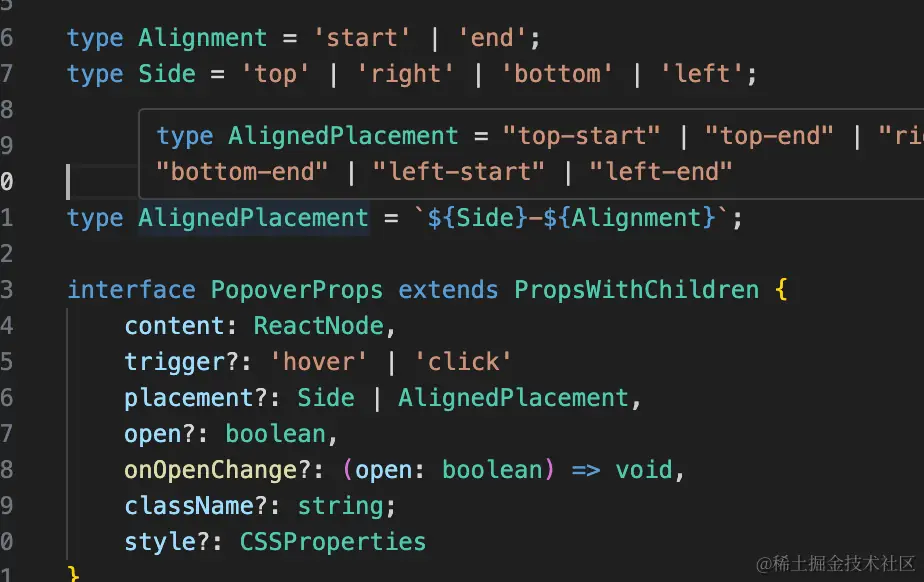 5
6 type Alignment = 'start' | 'end';
7 type Side = 'top' | 'right' | 'bottom' | 'left';
8
type AlignedPlacement = "top-start" | "top-end" |
9
"bottom-end" | "left-start" | "left-end"
0
1 type AlignedPlacement = `${Side}-${Alignment}`;
2
3 interface PopoverProps extends PropsWithChildren {
4 content: ReactNode,
5 trigger?: 'hover' | 'click'
6 placement?: Side | AlignedPlacement,
7 open?: boolean,
8 onOpenChange?: (open: boolean) => void,
9 className?: string;
0 style?: CSSProperties
1 }
@稀土掘金技术社区